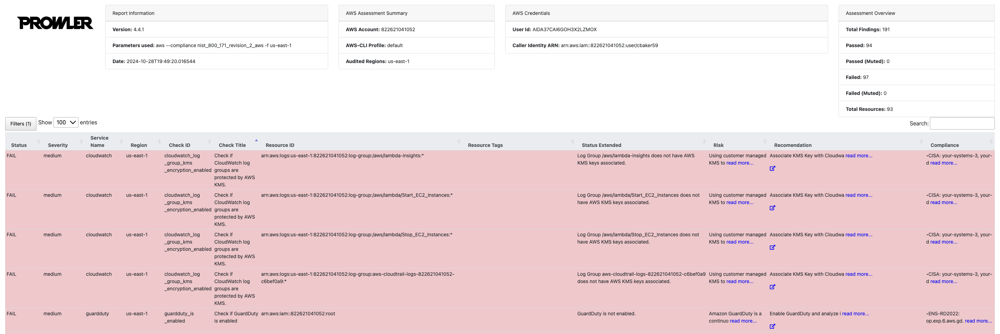 PROWLER
Report Information
Version: 4.4.1
Parameters used: aws --compliance nist_800_171_revision_2_aws -f us-east-1
Date: 2024-10-28T19:49:20.016544
AWS Assessment Summary
AWS Account: 822621041052
AWS-CLI Profile: default
Audited Regions: us-east-1
AWS Credentials
User Id: AIDA37CAI6GOH3X2LZMOX
Caller Identity ARN: arn:aws:iam::822621041052:user/cbaker59
Assessment Overview
Total Findings: 191
Passed: 94
Passed (Muted): 0
Failed: 97
Failed (Muted): 0
Total Resources: 93
Filters (1) Show 100 entries
Search:
Status
Severity
Service
Name
Region
Check ID
Check Title
Resource ID
Resource Tags
Status Extended
Risk
Recomendation
Compliance
FAIL
medium
cloudwatch
us-east-1
cloudwatch_log
_group_kms
_encryption_enabled
Check if
CloudWatch log
groups are
protected by AWS
KMS.
arn:aws:logs:us-east-1:822621041052:log-group:/aws/lambda-insights:*
Log Group /aws/lambda-insights does not have AWS
KMS keys associated.
Using customer managed
KMS to read more...
Associate KMS Key with Cloudwa read more...
•CISA: your-systems-3, your-
d read more...
FAIL
medium
cloudwatch
us-east-1
cloudwatch_log
_group_kms
_encryption_enabled
Check if
CloudWatch log
groups are
protected by AWS
KMS.
arn:aws:logs:us-east-1:822621041052:log-group:/aws/lambda/Start_EC2_Instances:*
Log Group /aws/lambda/Start_EC2_Instances does not
have AWS KMS keys associated.
Using customer managed
KMS to read more...
Associate KMS Key with Cloudwa read more...
•CISA: your-systems-3, your-
d read more...
FAIL
medium
cloudwatch
us-east-1
cloudwatch_log
_group_kms
_encryption_enabled
Check if
CloudWatch log
groups are
protected by AWS
KMS.
arn:aws:logs:us-east-1:822621041052:log-group:/aws/lambda/Stop_EC2_Instances:*
Log Group /aws/lambda/Stop_EC2_Instances does not
have AWS KMS keys associated.
Using customer managed
KMS to read more...
Associate KMS Key with Cloudwa read more...
•CISA: your-systems-3, your-
d read more...
FAIL
medium
cloudwatch
us-east-1
cloudwatch_log
_group_kms
_encryption_enabled
Check if
CloudWatch log
groups are
protected by AWS
KMS.
arn:aws:logs:us-east-1:822621041052:log-group:aws-cloudtrail-logs-822621041052-
c6bef0a9:*
Log Group aws-cloudtrail-logs-822621041052-c6bef0a9
does not have AWS KMS keys associated.
Using customer managed
KMS to read more...
Associate KMS Key with Cloudwa read more...
•CISA: your-systems-3, your-
d read more...
FAIL
medium
guardduty
us-east-1
guardduty_is
_enabled
Check if GuardDuty
is enabled
arn:aws:iam::822621041052:root
GuardDuty is not enabled.
Amazon GuardDuty is a
continuo read more...
Enable GuardDuty and analyze i read more...
•ENS-RD2022:
op.exp.6.aws.gd. read more...